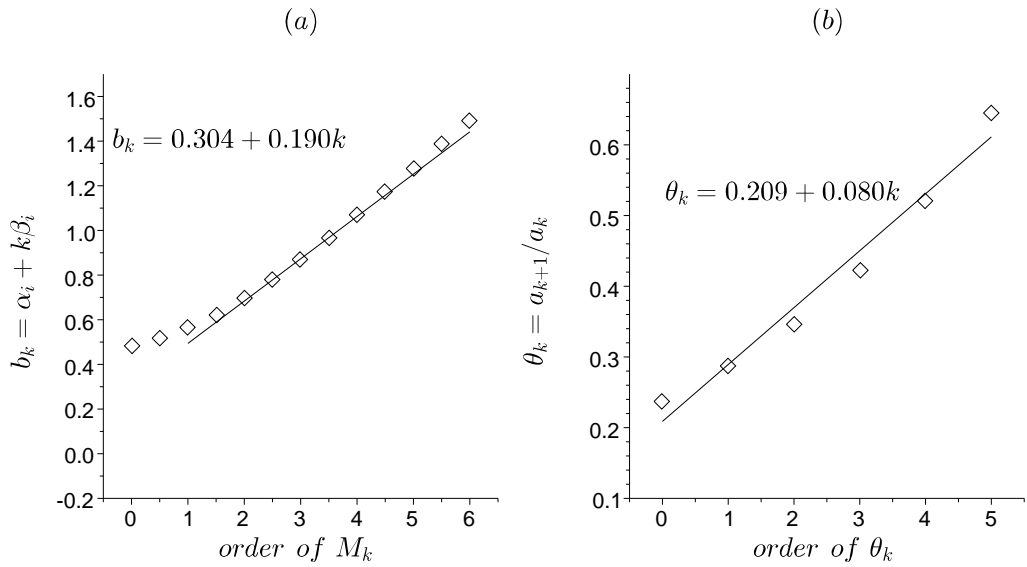 (a)
1.6
1.4
1.2
1.0
0.8
0.6
0.4
0.2
0.0
-0.2
b_k = α_i + kβ_i
b_k = 0.304 + 0.190k
0 1 2 3 4 5 6
order of M_k
(b)
0.6
0.5
0.4
0.3
0.2
0.1
θ_k = a_{k+1}/a_k
θ_k = 0.209 + 0.080k
0 1 2 3 4 5
order of θ_k